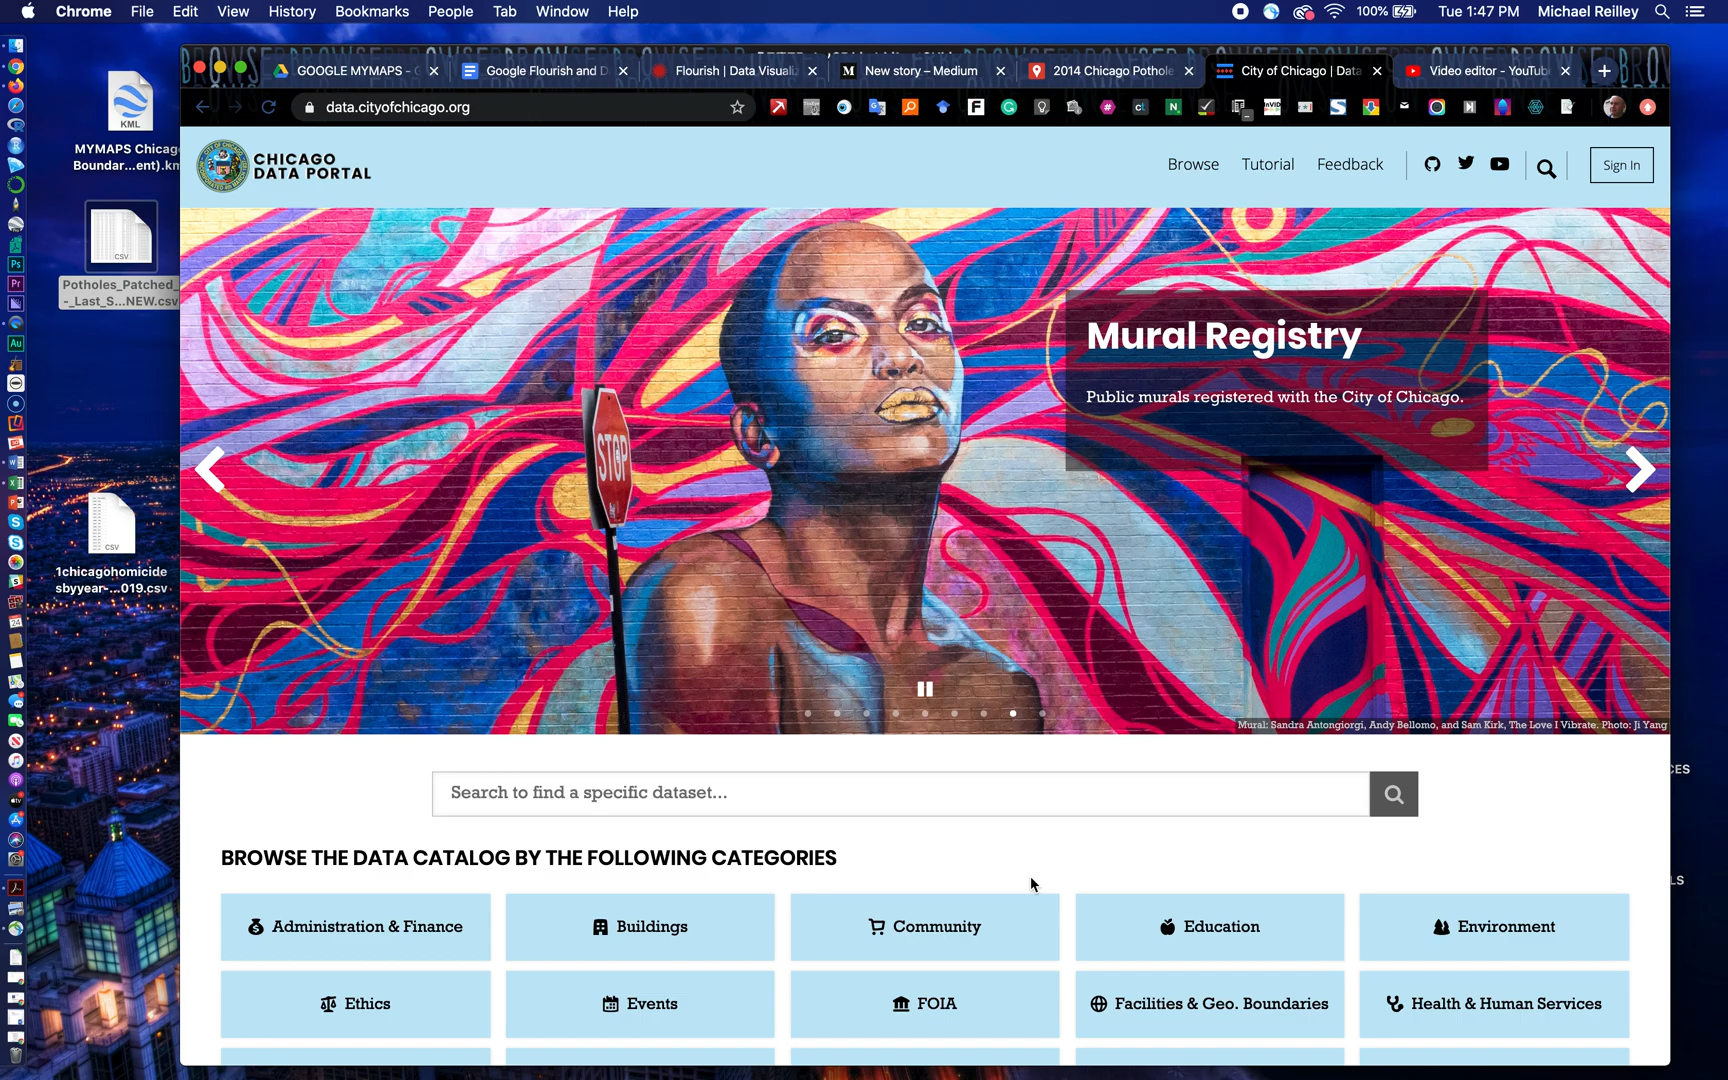 Chrome File Edit View History Bookmarks People Tab Window Help
100% Tue 1:47 PM Michael Reilley
GOOGLE MYMAPS - G
Google Flourish and D
Flourish | Data Visualiz
New story – Medium
2014 Chicago Pothole
City of Chicago | Data
Video editor - YouTub
data.cityofchicago.org
KML
MYMAPS Chicago
Boundar...ent).km
CSV
Potholes_Patched_
-_Last_S...NEW.csv
CSV
1chicagohomicide
sbyyear-...019.csv
CHICAGO
DATA PORTAL
Browse Tutorial Feedback
Sign In
STOP
Mural Registry
Public murals registered with the City of Chicago.
Mural: Sandra Antongiorgi, Andy Bellomo, and Sam Kirk, The Love I Vibrate. Photo: Ji Yang
Search to find a specific dataset...
BROWSE THE DATA CATALOG BY THE FOLLOWING CATEGORIES
Administration & Finance
Buildings
Community
Education
Environment
Ethics
Events
FOIA
Facilities & Geo. Boundaries
Health & Human Services